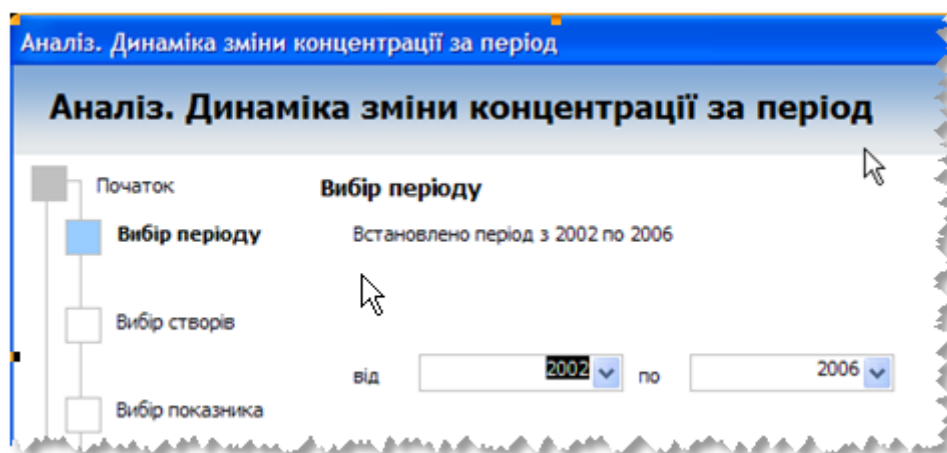 Аналіз. Динаміка зміни концентрації за період
Аналіз. Динаміка зміни концентрації за період
Початок
Вибір періоду
Вибір періоду
Встановлено період з 2002 по 2006
Вибір створів
від 2002 по 2006
Вибір показника